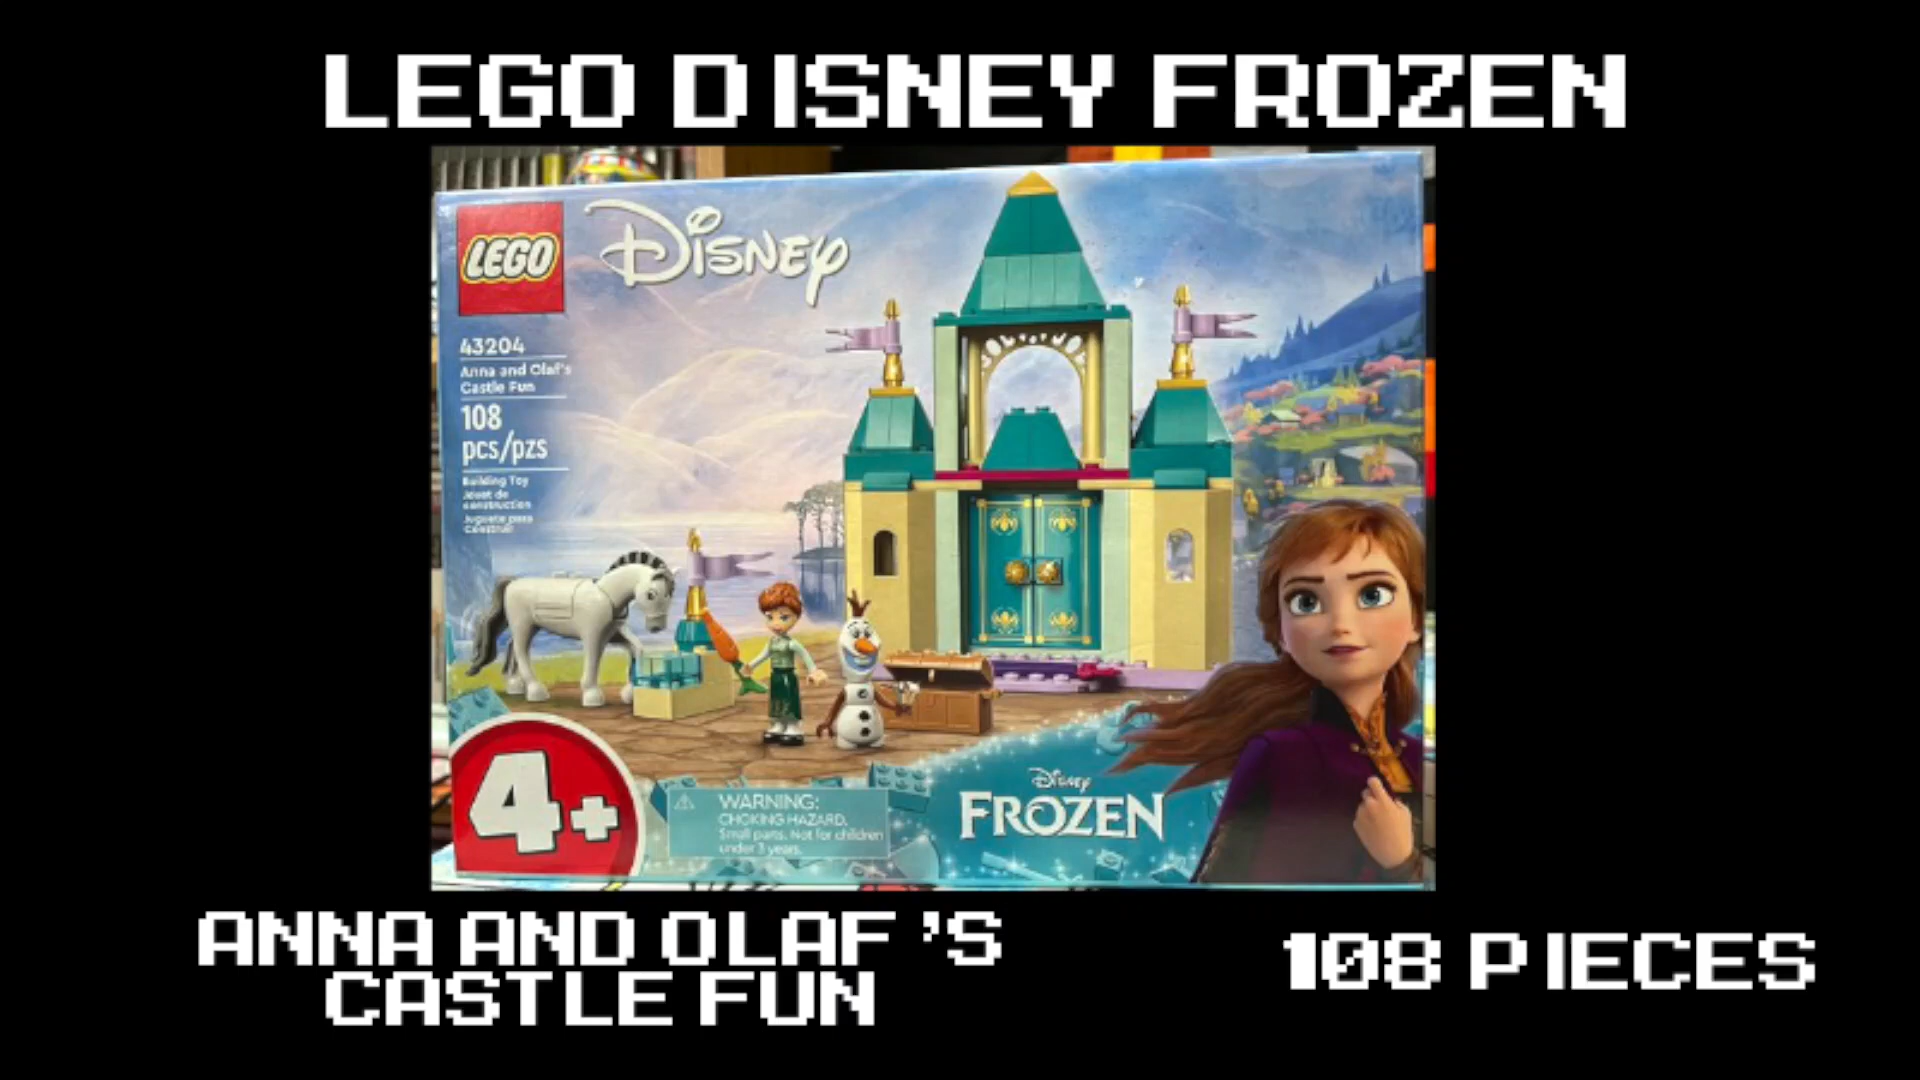 LEGO DISNEY FROZEN
LEGO
DISNEY
43204
Anna and Olaf's
Castle Fun
108
pcs/pzs
Building Toy
Jouet de
construction
Juguete para
Construir
4+
WARNING:
CHOKING HAZARD.
Small parts. Not for children
under 3 years.
Disney
FROZEN
ANNA AND OLAF'S
CASTLE FUN
108 PIECES